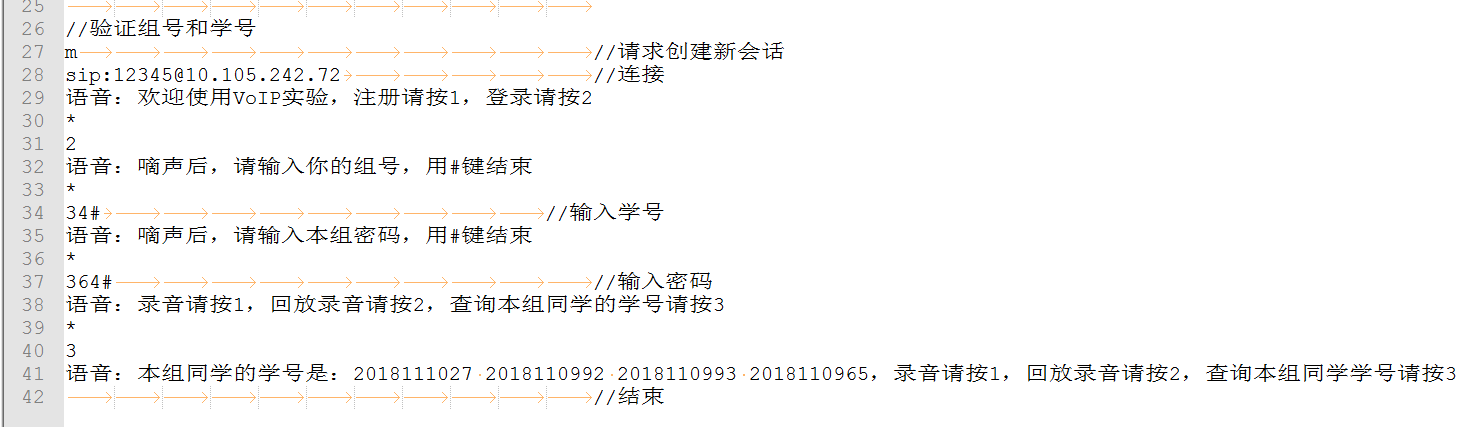 25
26 //验证组号和学号
27 m //请求创建新会话
28 sip:12345@10.105.242.72 //连接
29 语音：欢迎使用VoIP实验，注册请按1，登录请按2
30 *
31 2
32 语音：嘀声后，请输入你的组号，用#键结束
33 *
34 34# //输入学号
35 语音：嘀声后，请输入本组密码，用#键结束
36 *
37 364# //输入密码
38 语音：录音请按1，回放录音请按2，查询本组同学的学号请按3
39 *
40 3
41 语音：本组同学的学号是：2018111027 2018110992 2018110993 2018110965，录音请按1，回放录音请按2，查询本组同学学号请按3
42 //结束